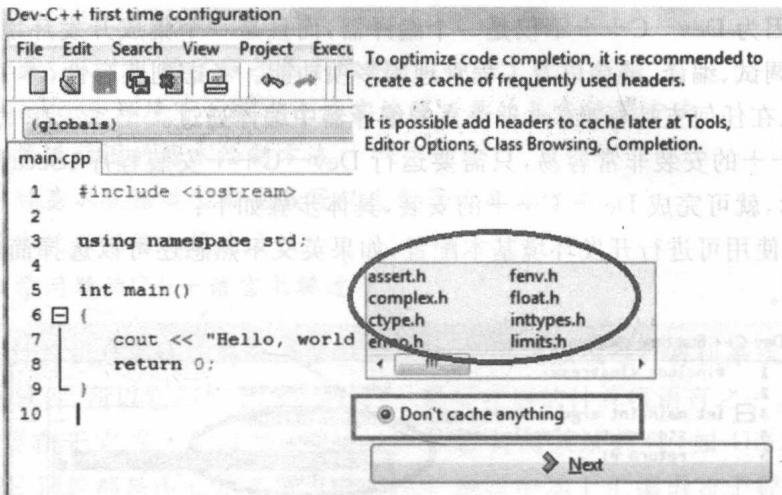 Dev-C++ first time configuration
File Edit Search View Project Execu
(globals)
main.cpp
1 #include <iostream>
2
3 using namespace std;
4
5 int main()
6 {
7 cout << "Hello, world
8 return 0;
9 }
10
To optimize code completion, it is recommended to
create a cache of frequently used headers.
It is possible add headers to cache later at Tools,
Editor Options, Class Browsing, Completion.
assert.h fenv.h
complex.h float.h
ctype.h inttypes.h
errno.h limits.h
Don't cache anything
Next